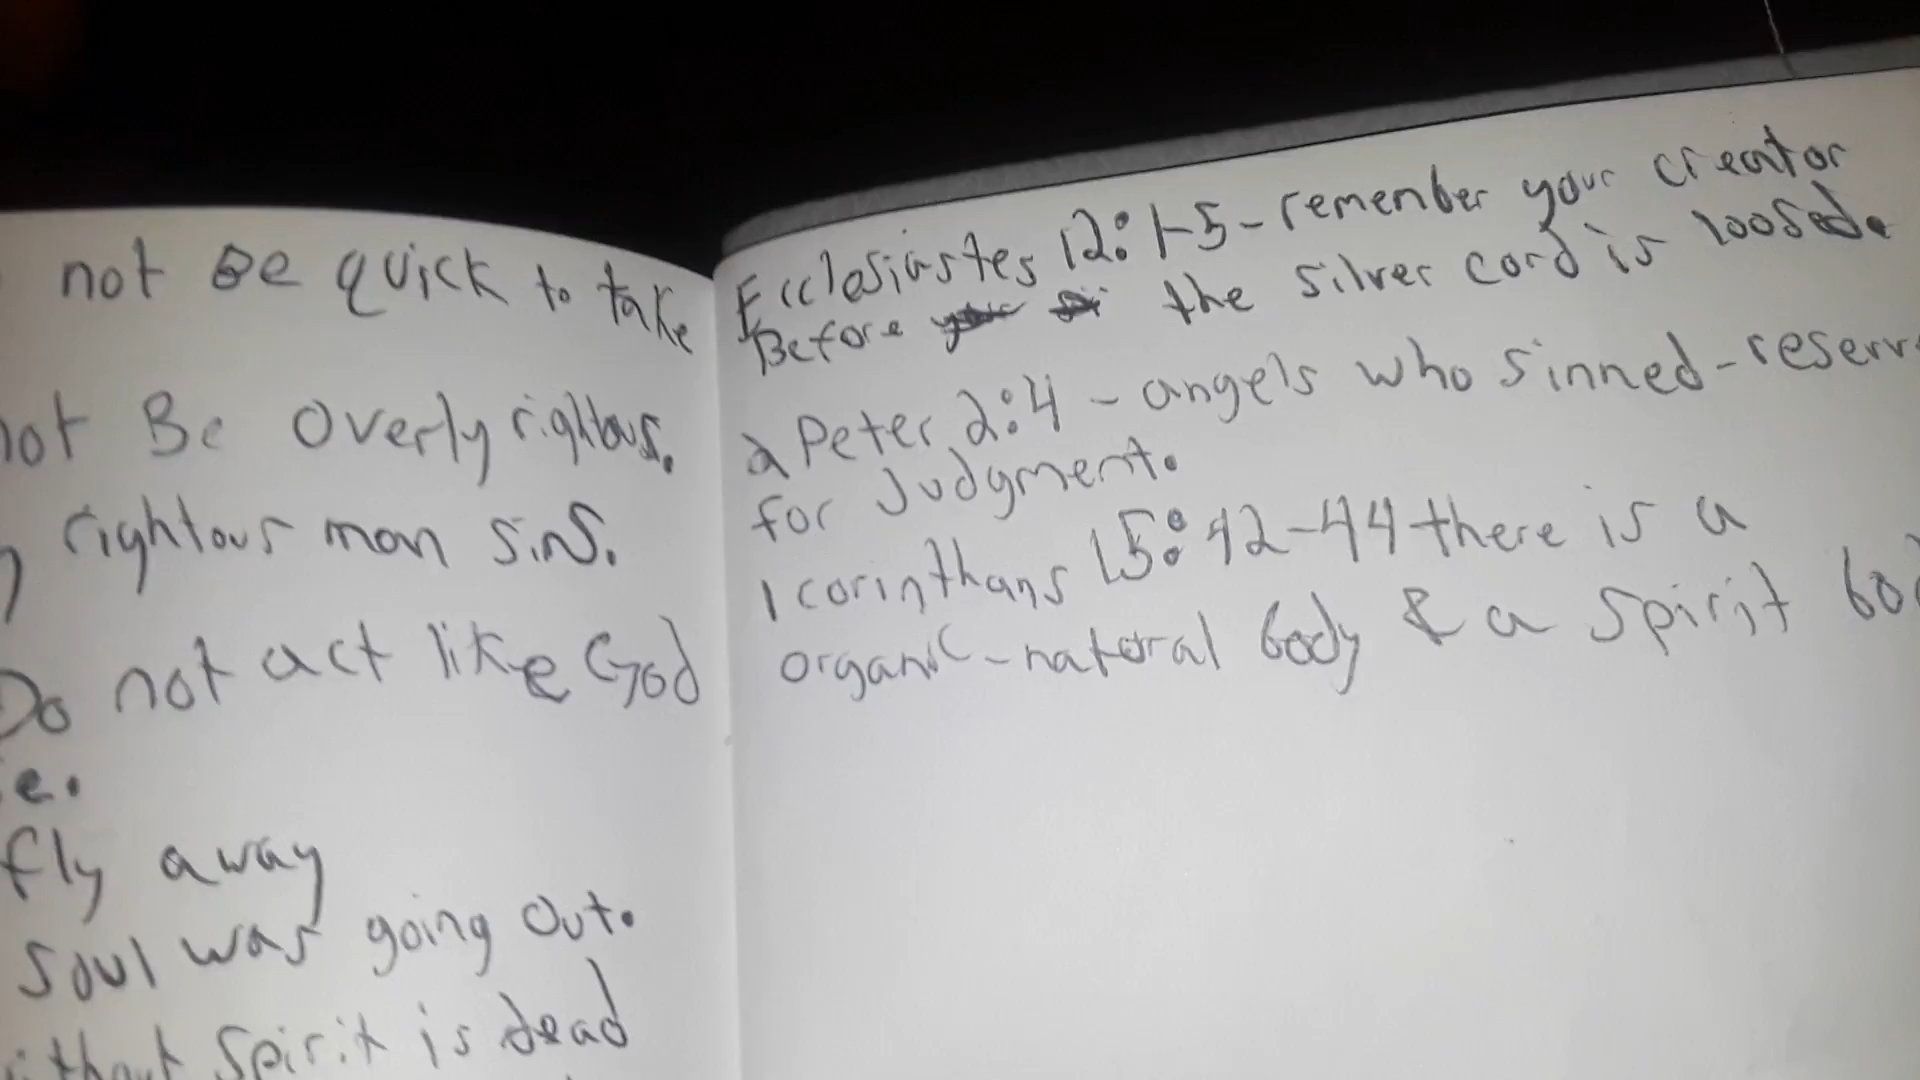 not Be quick to take
not Be Overly rightous.
rightour man sins.
Do not act like God
e.
fly away
Soul was going Out.
ithout Spirit is dead
Ecclesiastes 12:1-5-remember your creator
Before the silver cord is loosed.
2 Peter 2:4 - angels who sinned-reserv
for Judgment.
1 corinthans 15:42-44 there is a
organic-natural body & a spirit bo